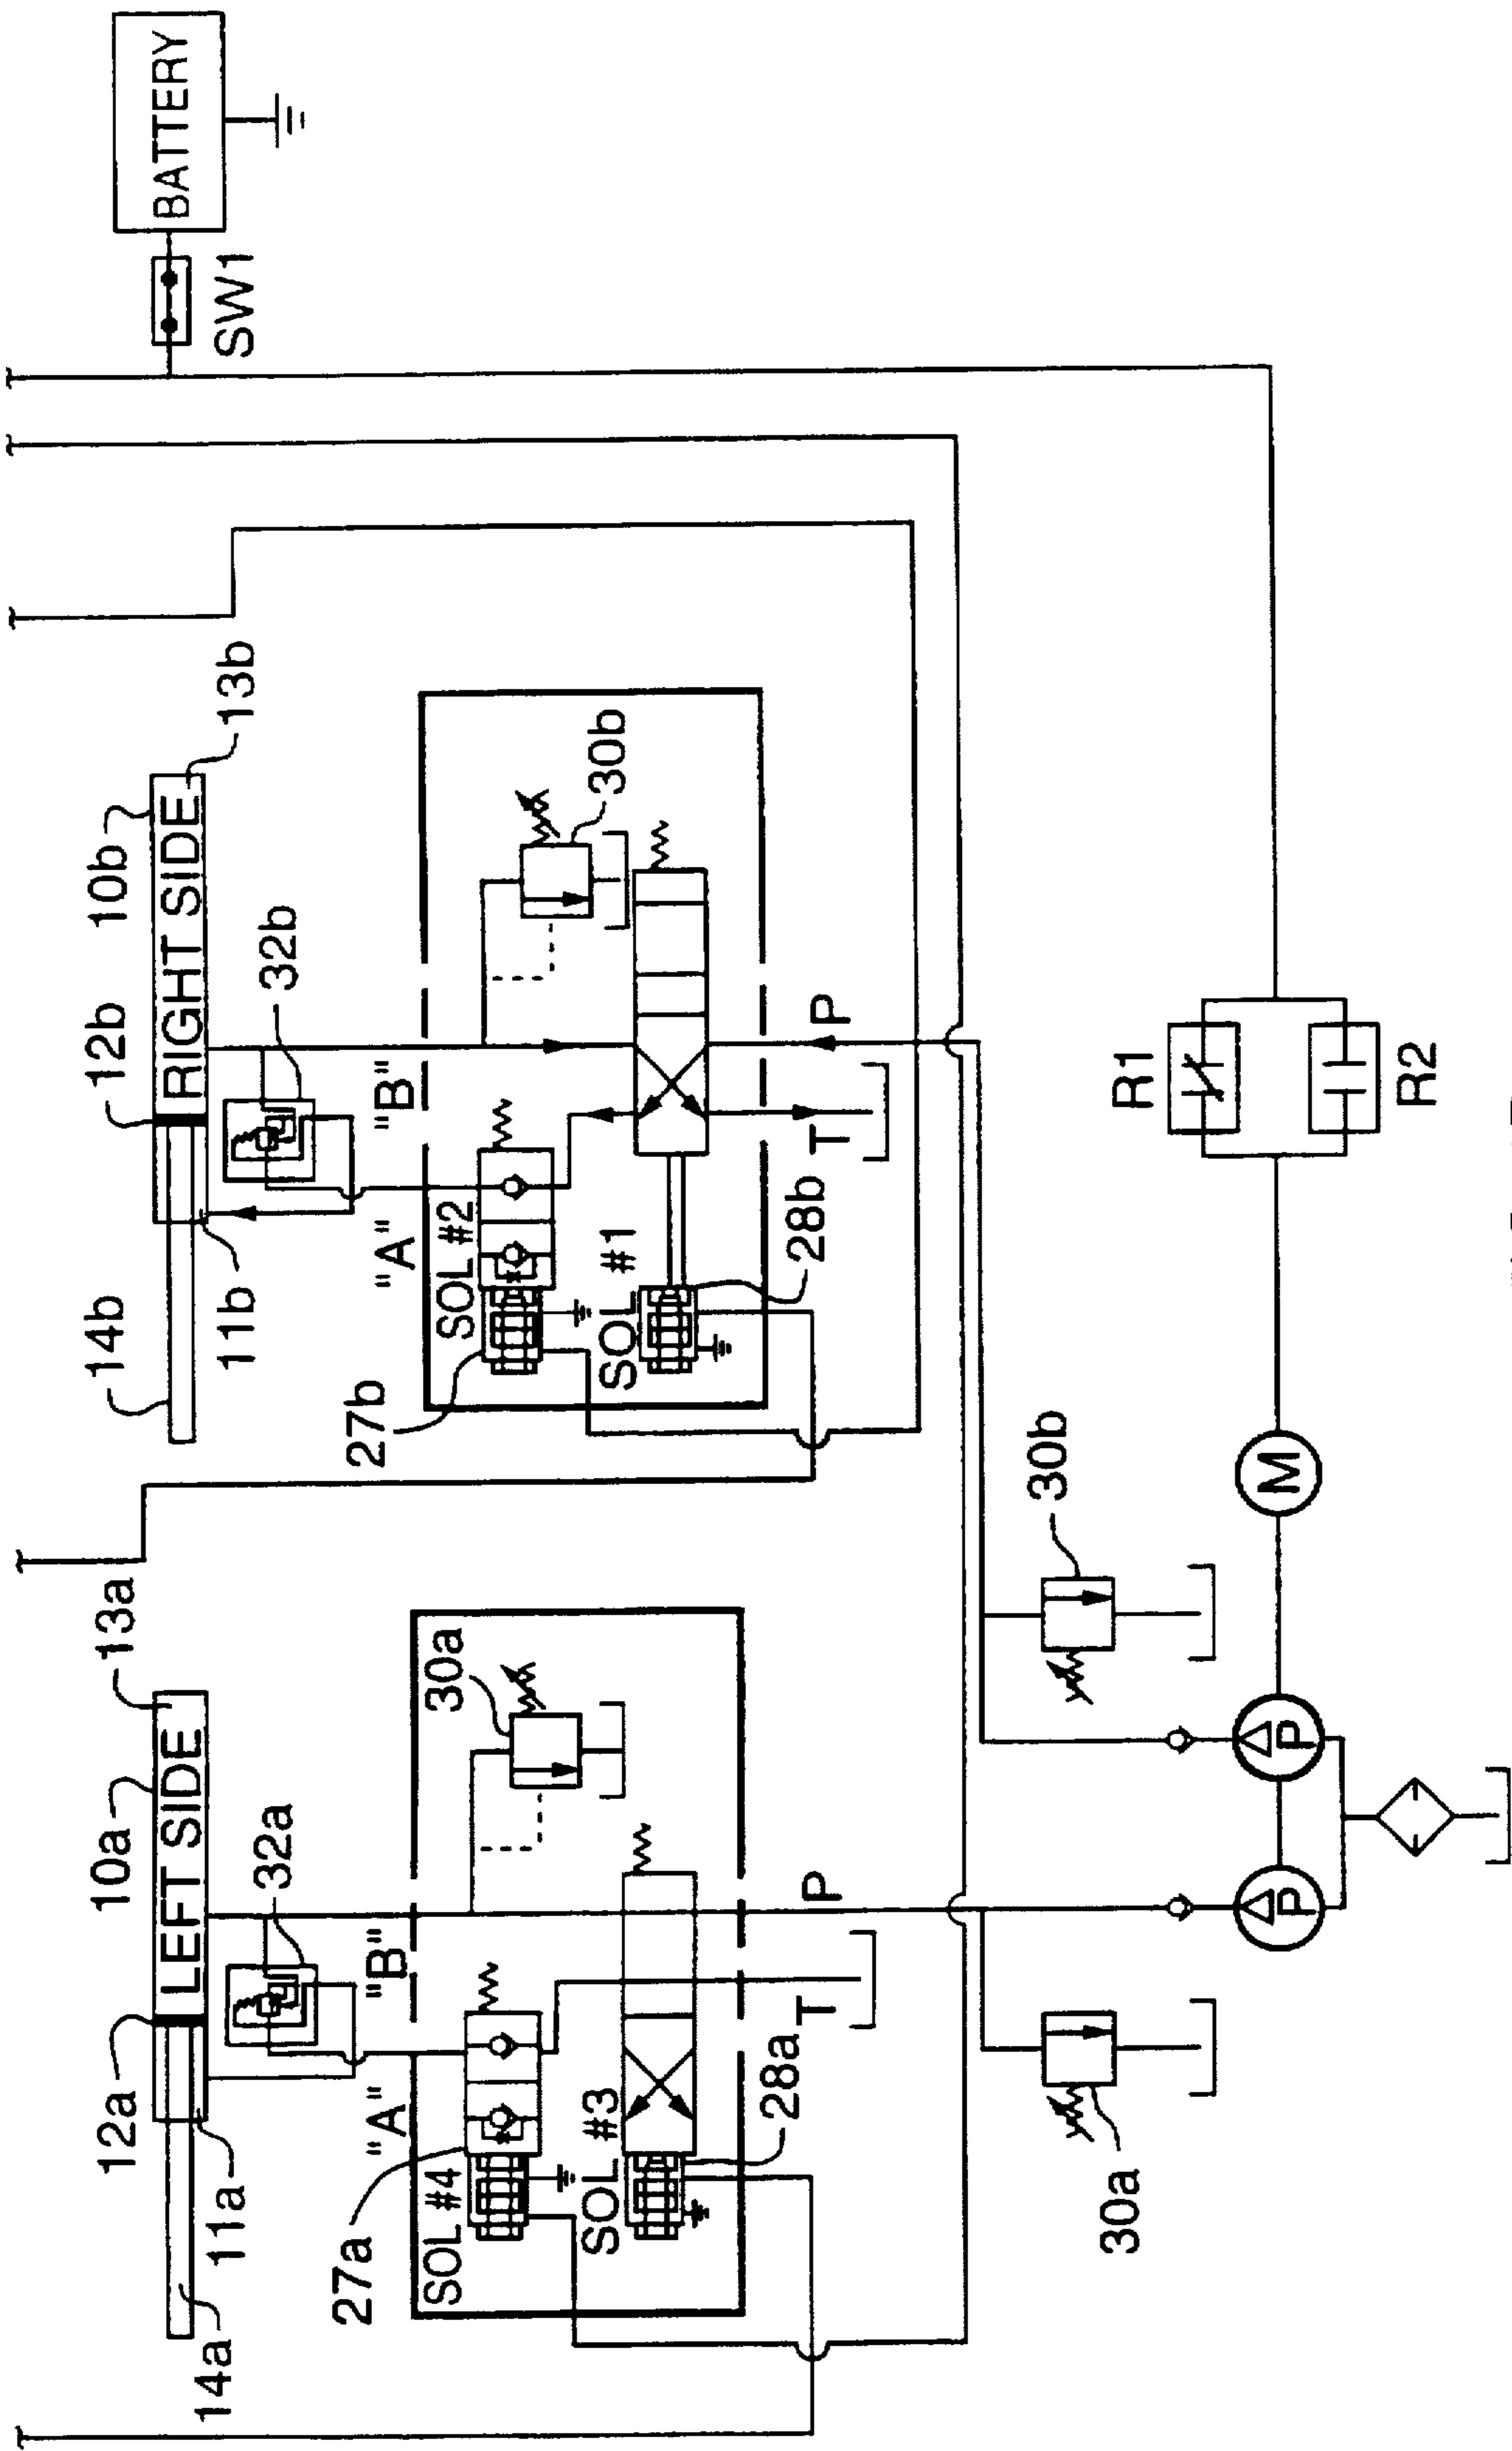 12a
10a
13a
14b
12b
10b
BATTERY
LEFT SIDE
RIGHT SIDE
14a
11a
11b
13b
SW1
32a
32b
27a
"A"
"B"
27b
"A"
"B"
SOL #4
30a
SOL #2
SOL #3
30b
SOL #1
28a
T
P
28b
T
P
30a
30b
R1
P
P
M
R2